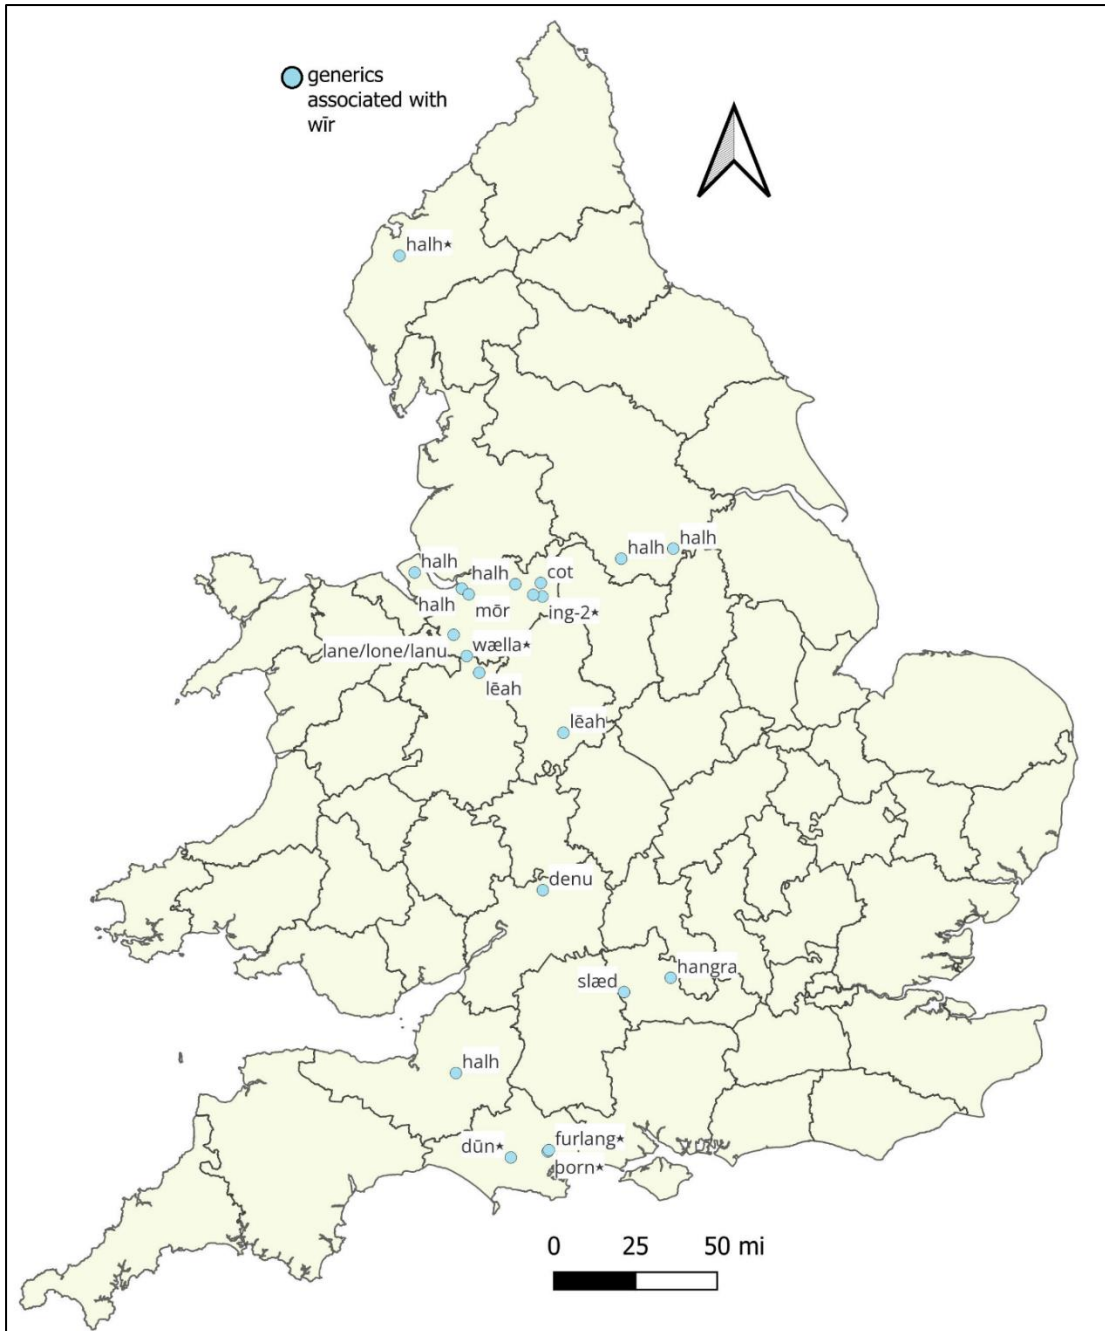 generics
associated with
wīr
halh★
halh
halh
halh
halh
cot
halh
mōr
ing-2★
lane/lone/lanu
wælla★
lēah
lēah
denu
hangra
slæd
halh
furlang★
dūn★
þorn★
0 25 50 mi